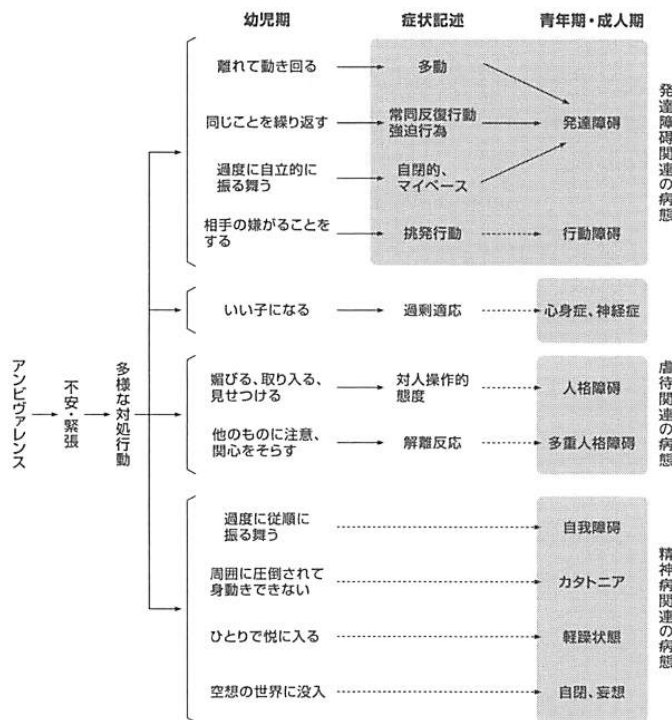 幼児期
症状記述
青年期・成人期
離れて動き回る
多動
同じことを繰り返す
常同反復行動
強迫行為
発達障碍
過度に自立的に
振る舞う
自閉的、
マイペース
相手の嫌がることを
する
挑発行動
行動障碍
発達障碍関連の病態
いい子になる
過剰適応
心身症、神経症
アンビヴァレンス
不安・緊張
多様な対処行動
媚びる、取り入る、
見せつける
対人操作的
態度
人格障碍
他のものに注意、
関心をそらす
解離反応
多重人格障碍
虐待関連の病態
過度に従順に
振る舞う
自我障碍
周囲に圧倒されて
身動きできない
カタトニア
ひとりで悦に入る
軽躁状態
空想の世界に没入
自閉、妄想
精神病関連の病態